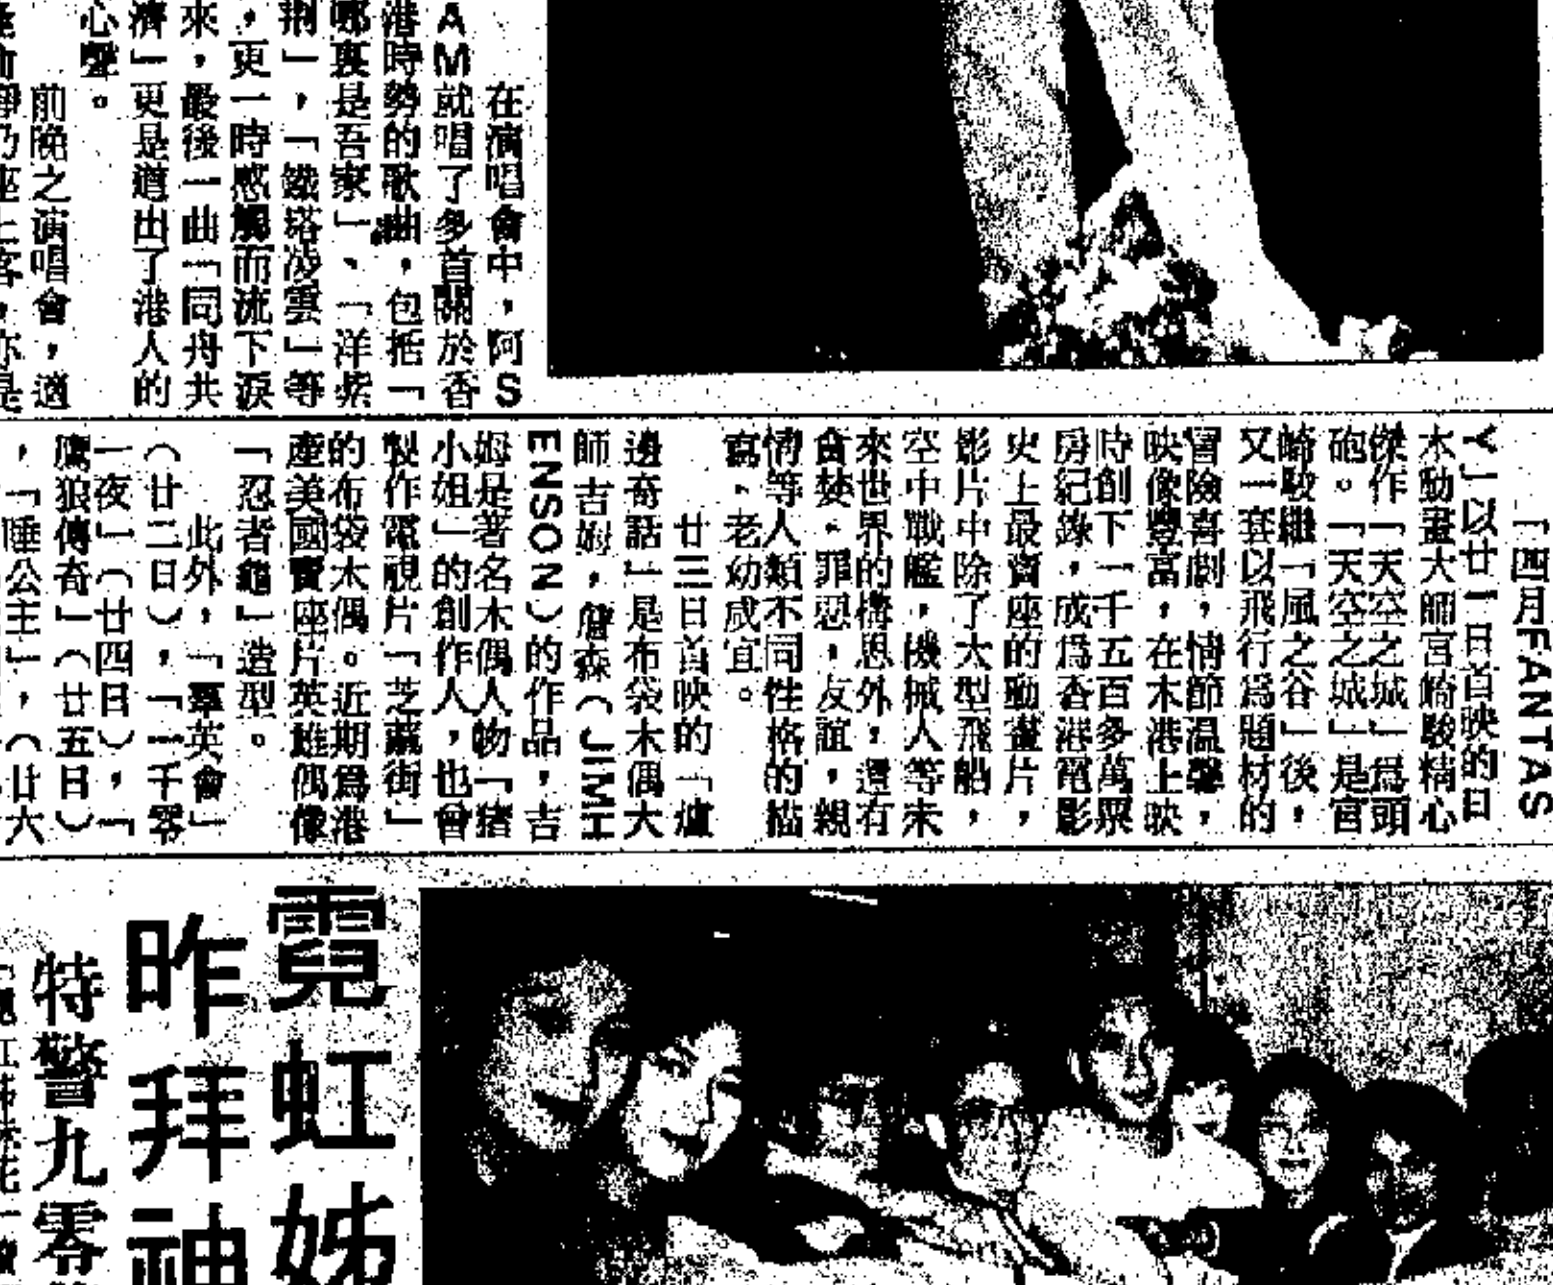 在演唱會中，阿S
AM就唱了多首關於香
港時勢的歌曲，包括「
哪裏是吾家」、「洋紫
荊」，「鐵塔凌雲」等
，更一時感觸而流下淚
來，最後一曲「同舟共
濟」更是道出了港人的
心聲。
前晚之演唱會，適
座上客，亦是
「四月FANTAS
Y」以廿一日首映的日
本動畫大師宮崎駿精心
傑作「天空之城」爲頭
砲。「天空之城」是宮
崎駿繼「風之谷」後，
又一套以飛行爲題材的
冒險喜劇，情節温馨，
映像豐富，在本港上映
時創下一千五百多萬票
房紀錄，成爲香港電影
史上最賣座的動畫片，
影片中除了大型飛船，
空中戰艦，機械人等未
來世界的構思外，還有
貪婪，罪惡，友誼，親
情等人類不同性格的描
寫，老幼咸宜。
廿三日首映的「爐
邊奇話」是布袋木偶大
師吉姆，詹森（JIMH
ENSON）的作品，吉
姆是著名木偶人物「豬
小姐」的創作人，也曾
製作電視片「芝蔴街」
的布袋木偶。近期爲港
產美國賣座片英雄偶像
「忍者龜」造型。
此外，「羣英會」
（廿二日），「一千零
一夜」（廿四日），「
鷹狼傳奇」（廿五日）
，「睡公主」，（廿六
霓虹姊
昨拜神
特警九零